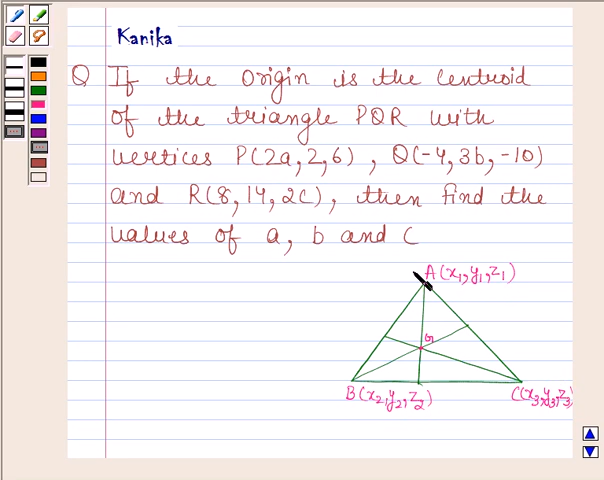 Kanika
Q If the origin is the centroid
of the triangle PQR with
vertices P(2a,2,6), Q(-4,3b,-10)
and R(8,14,2c), then find the
values of a, b and c
A(x1,y1,z1)
G
B(x2,y2,z2)
C(x3,y3,z3)